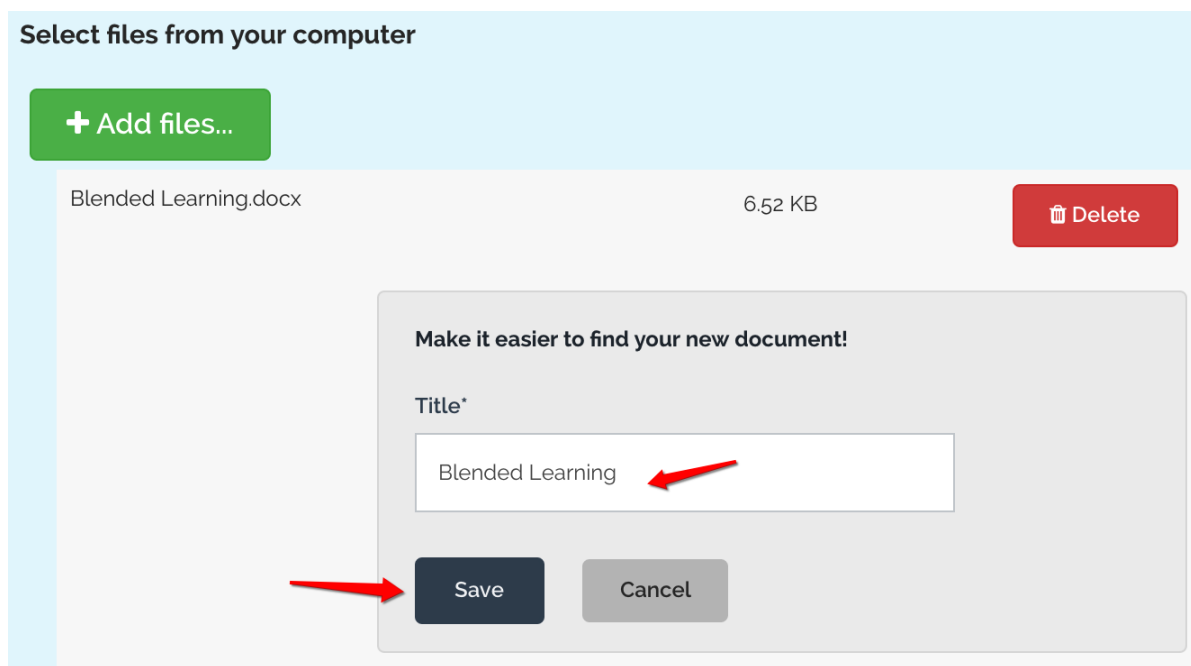 Select files from your computer
Add files...
Blended Learning.docx 6.52 KB Delete
Make it easier to find your new document!
Title*
Blended Learning
Save Cancel